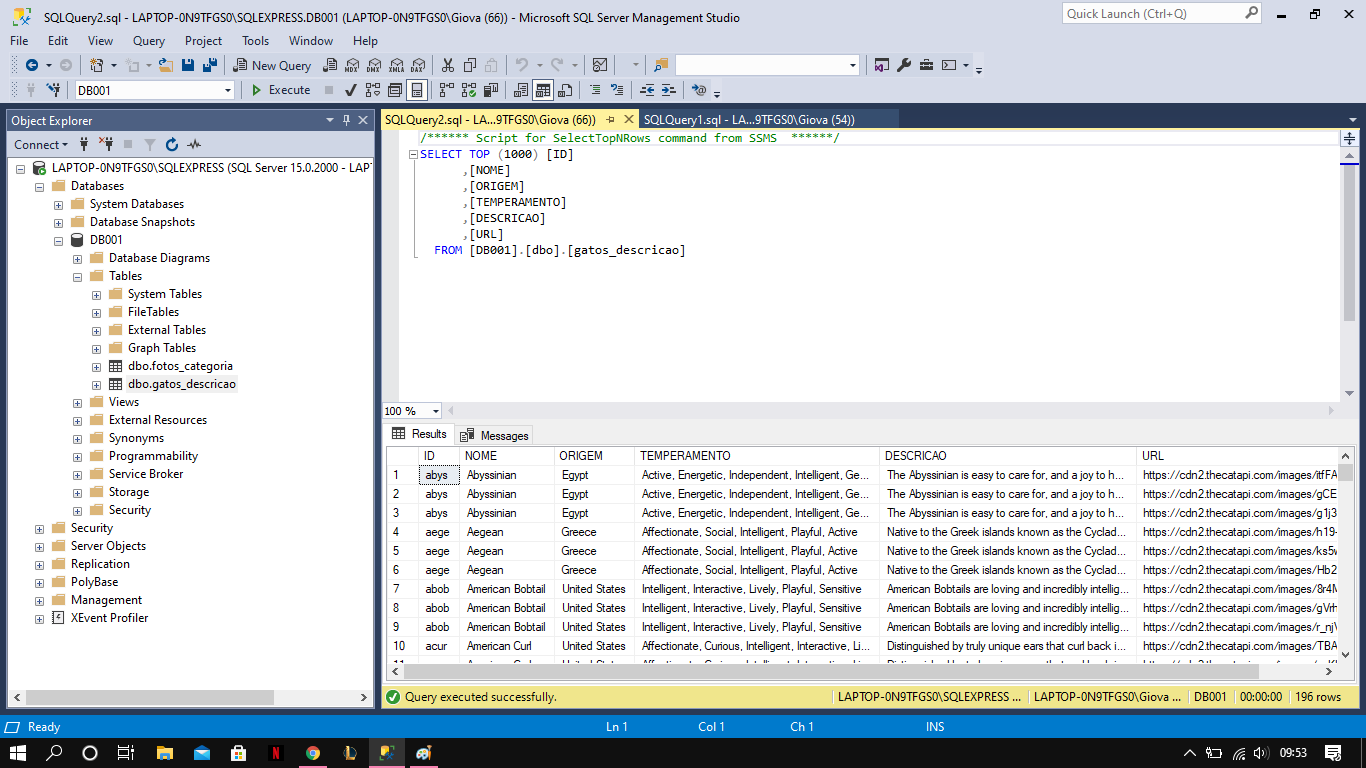 SQLQuery2.sql - LAPTOP-0N9TFGS0\SQLEXPRESS.DB001 (LAPTOP-0N9TFGS0\Giova (66)) - Microsoft SQL Server Management Studio
Quick Launch (Ctrl+Q)
File Edit View Query Project Tools Window Help
New Query
MDX DMX XMLA DAX
DB001
Execute
Object Explorer
Connect
LAPTOP-0N9TFGS0\SQLEXPRESS (SQL Server 15.0.2000 - LAPT
Databases
System Databases
Database Snapshots
DB001
Database Diagrams
Tables
System Tables
FileTables
External Tables
Graph Tables
dbo.fotos_categoria
dbo.gatos_descricao
Views
External Resources
Synonyms
Programmability
Service Broker
Storage
Security
Security
Server Objects
Replication
PolyBase
Management
XEvent Profiler
SQLQuery2.sql - LA...9TFGS0\Giova (66))
SQLQuery1.sql - LA...9TFGS0\Giova (54))
/****** Script for SelectTopNRows command from SSMS ******/
SELECT TOP (1000) [ID]
,[NOME]
,[ORIGEM]
,[TEMPERAMENTO]
,[DESCRICAO]
,[URL]
FROM [DB001].[dbo].[gatos_descricao]
100 %
Results Messages
ID NOME ORIGEM TEMPERAMENTO DESCRICAO URL
1 abys Abyssinian Egypt Active, Energetic, Independent, Intelligent, Ge... The Abyssinian is easy to care for, and a joy to h... https://cdn2.thecatapi.com/images/itfFA
2 abys Abyssinian Egypt Active, Energetic, Independent, Intelligent, Ge... The Abyssinian is easy to care for, and a joy to h... https://cdn2.thecatapi.com/images/gCE
3 abys Abyssinian Egypt Active, Energetic, Independent, Intelligent, Ge... The Abyssinian is easy to care for, and a joy to h... https://cdn2.thecatapi.com/images/g1j3
4 aege Aegean Greece Affectionate, Social, Intelligent, Playful, Active Native to the Greek islands known as the Cyclad... https://cdn2.thecatapi.com/images/h19-
5 aege Aegean Greece Affectionate, Social, Intelligent, Playful, Active Native to the Greek islands known as the Cyclad... https://cdn2.thecatapi.com/images/ks5w
6 aege Aegean Greece Affectionate, Social, Intelligent, Playful, Active Native to the Greek islands known as the Cyclad... https://cdn2.thecatapi.com/images/Hb2
7 abob American Bobtail United States Intelligent, Interactive, Lively, Playful, Sensitive American Bobtails are loving and incredibly intellig... https://cdn2.thecatapi.com/images/8r4M
8 abob American Bobtail United States Intelligent, Interactive, Lively, Playful, Sensitive American Bobtails are loving and incredibly intellig... https://cdn2.thecatapi.com/images/gVrh
9 abob American Bobtail United States Intelligent, Interactive, Lively, Playful, Sensitive American Bobtails are loving and incredibly intellig... https://cdn2.thecatapi.com/images/r_njV
10 acur American Curl United States Affectionate, Curious, Intelligent, Interactive, Li... Distinguished by truly unique ears that curl back i... https://cdn2.thecatapi.com/images/TBA
Query executed successfully.
LAPTOP-0N9TFGS0\SQLEXPRESS ... LAPTOP-0N9TFGS0\Giova ... DB001 00:00:00 196 rows
Ready Ln 1 Col 1 Ch 1 INS
09:53